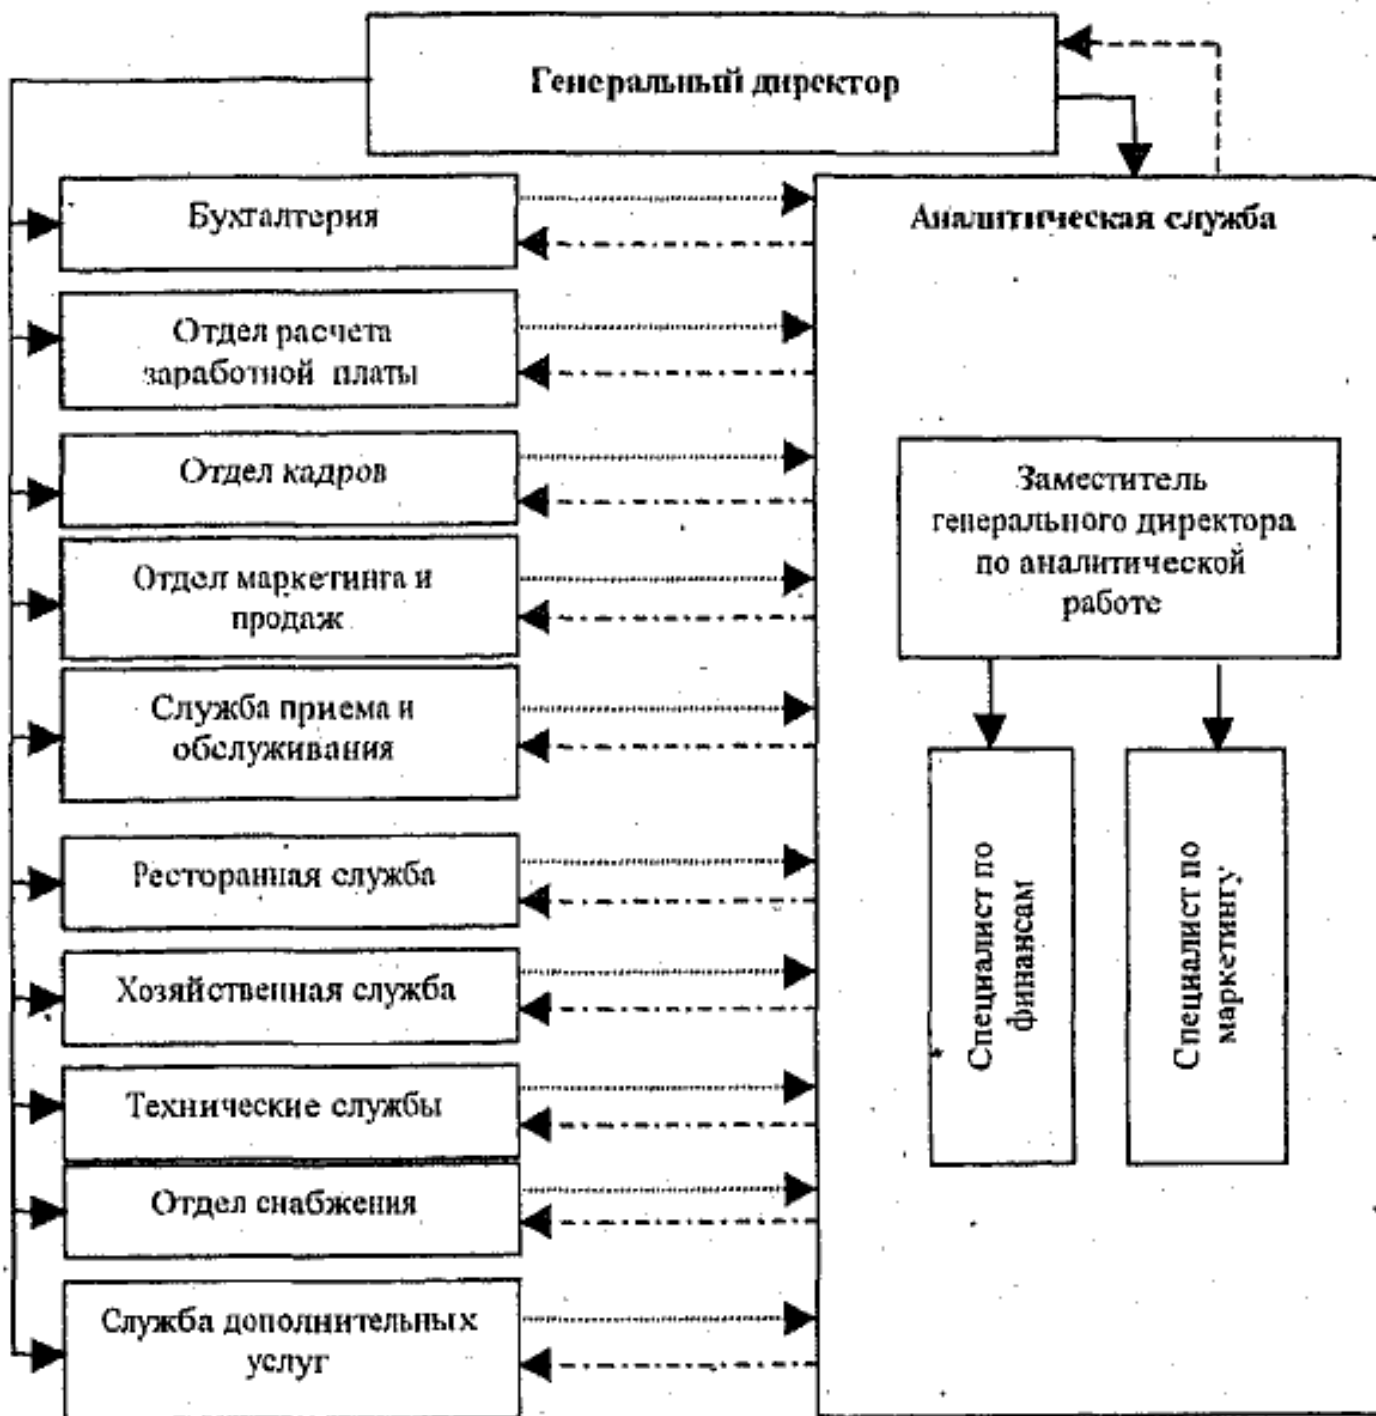 Генеральный директор
Бухгалтерия
Аналитическая служба
Отдел расчета
заработной платы
Отдел кадров
Заместитель
генерального директора
по аналитической
работе
Отдел маркетинга и
продаж
Служба приема и
обслуживания
Ресторанная служба
Специалист по
финансам
Специалист по
маркетингу
Хозяйственная служба
Технические службы
Отдел снабжения
Служба дополнительных
услуг